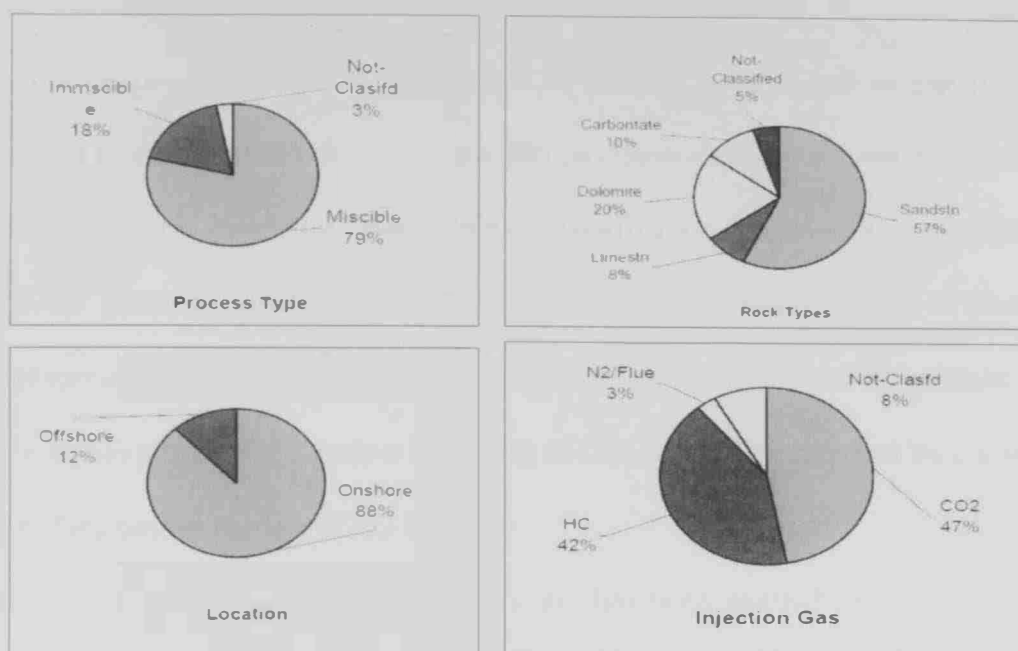 Immscibl
e
18%
Not-
Clasifd
3%
Miscible
79%
Process Type
Not-
Classified
5%
Carbontate
10%
Dolomite
20%
Limestn
8%
Sandstn
57%
Rock Types
Offshore
12%
Onshore
88%
Location
N2/Flue
3%
Not-Clasfd
8%
HC
42%
CO2
47%
Injection Gas